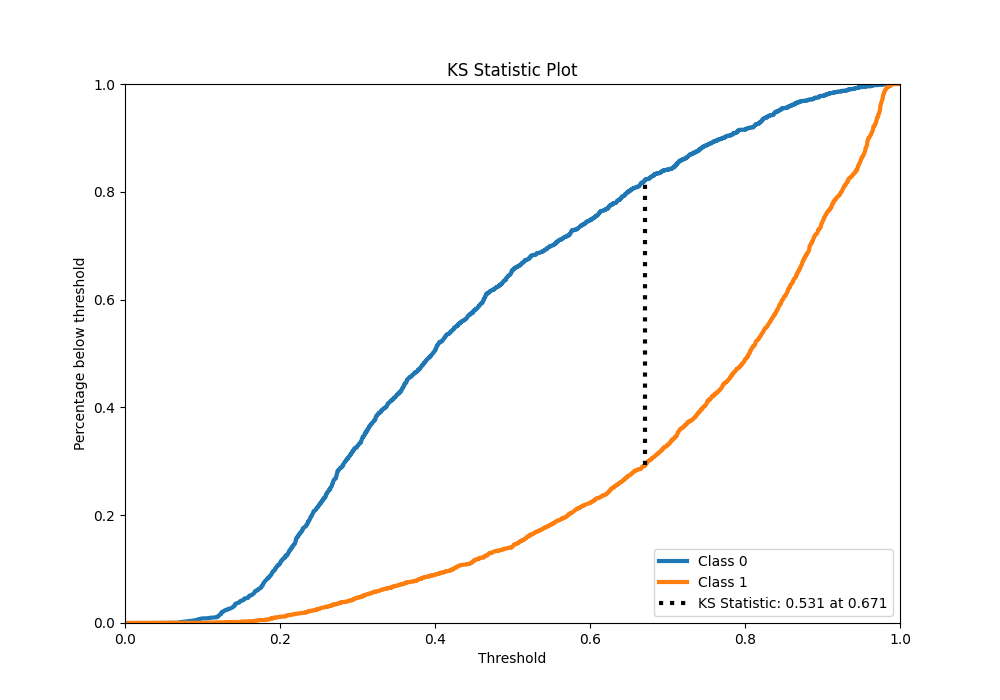 KS Statistic Plot
1.0
0.8
0.6
0.4
0.2
0.0
Percentage below threshold
0.0 0.2 0.4 0.6 0.8 1.0
Threshold
Class 0
Class 1
KS Statistic: 0.531 at 0.671